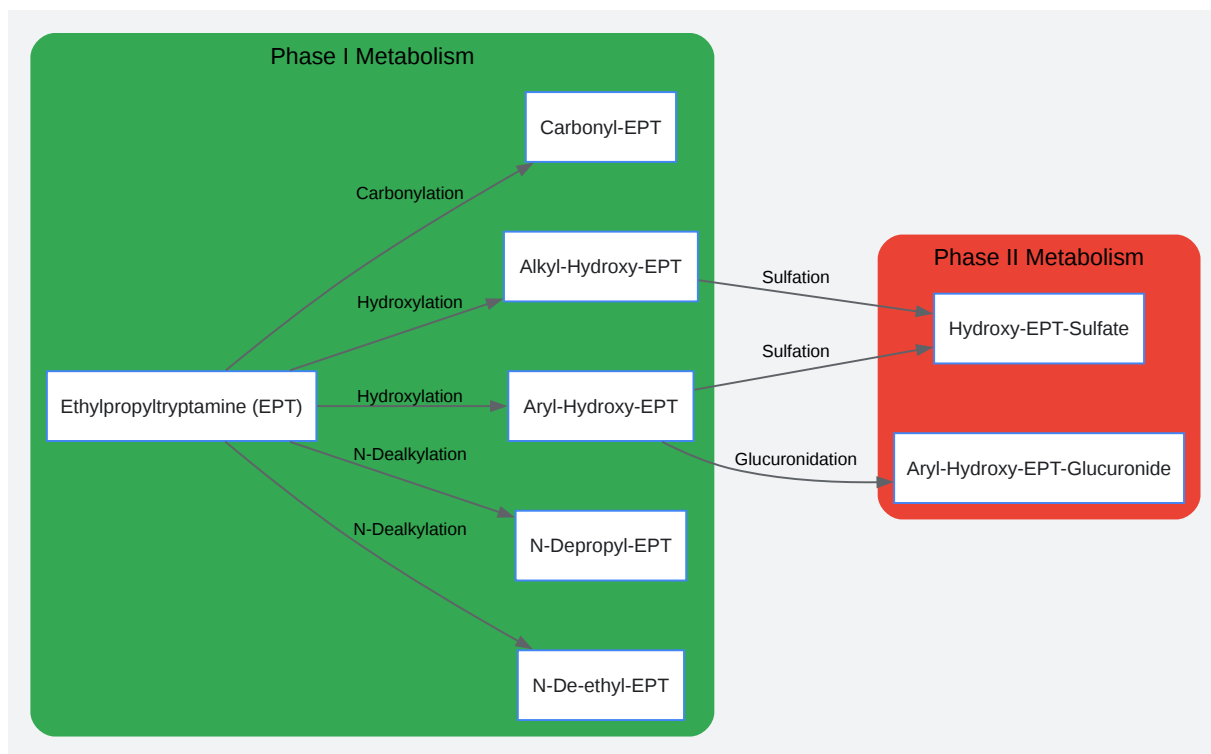 Phase I Metabolism
Carbonyl-EPT
Carbonylation
Alkyl-Hydroxy-EPT
Hydroxylation
Ethylpropyltryptamine (EPT)
Hydroxylation
Aryl-Hydroxy-EPT
N-Dealkylation
N-Depropyl-EPT
N-Dealkylation
N-De-ethyl-EPT
Sulfation
Sulfation
Glucuronidation
Phase II Metabolism
Hydroxy-EPT-Sulfate
Aryl-Hydroxy-EPT-Glucuronide